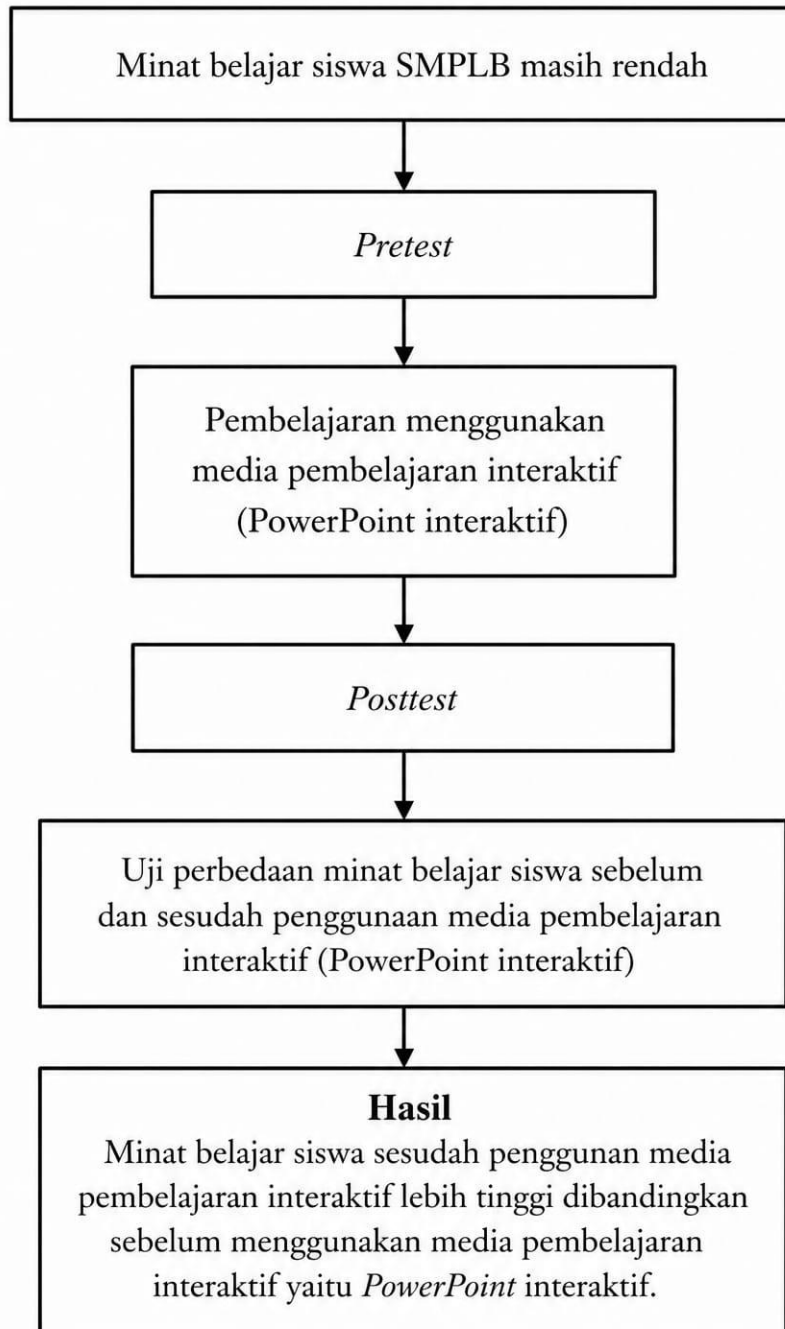 Minat belajar siswa SMPLB masih rendah
Pretest
Pembelajaran menggunakan
media pembelajaran interaktif
(PowerPoint interaktif)
Posttest
Uji perbedaan minat belajar siswa sebelum
dan sesudah penggunaan media pembelajaran
interaktif (PowerPoint interaktif)
Hasil
Minat belajar siswa sesudah penggunan media
pembelajaran interaktif lebih tinggi dibandingkan
sebelum menggunakan media pembelajaran
interaktif yaitu PowerPoint interaktif.